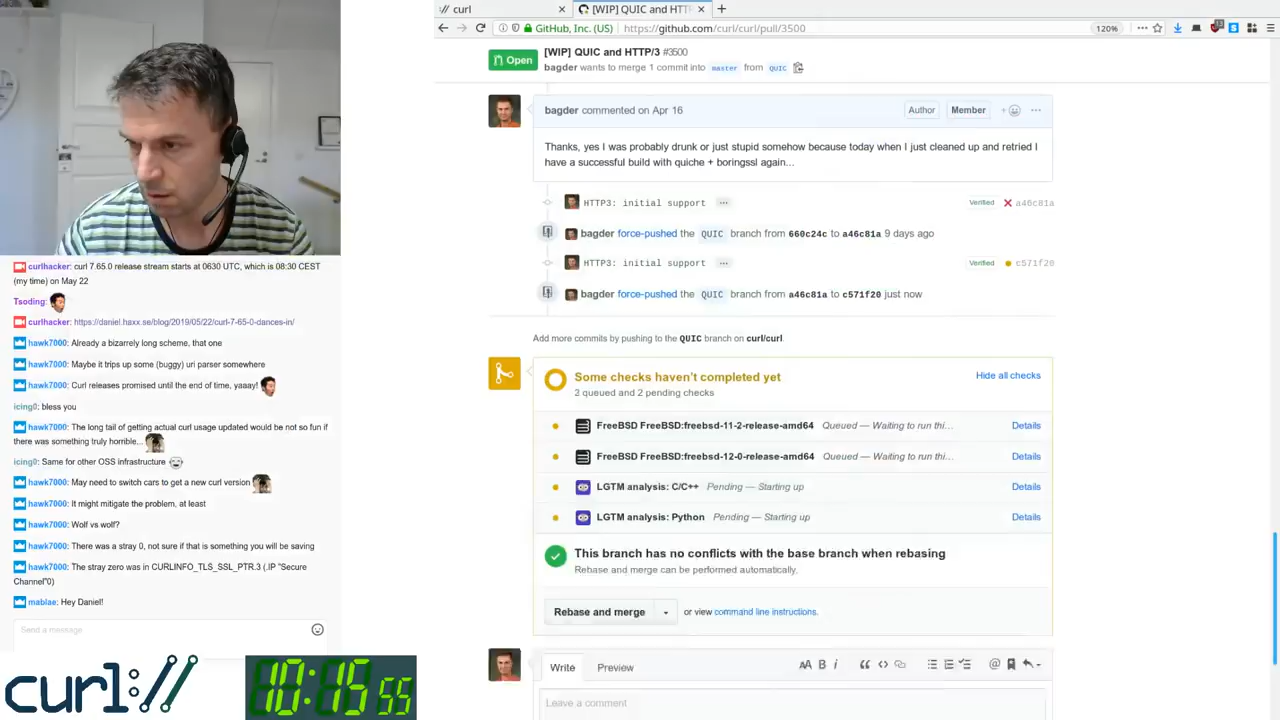 curlhacker: curl 7.65.0 release stream starts at 0630 UTC, which is 08:30 CEST
(my time) on May 22
Tsoding:
curlhacker: https://daniel.haxx.se/blog/2019/05/22/curl-7-65-0-dances-in/
hawk7000: Already a bizarrely long scheme, that one
hawk7000: Maybe it trips up some (buggy) uri parser somewhere
hawk7000: Curl releases promised until the end of time, yaaay!
icing0: bless you
hawk7000: The long tail of getting actual curl usage updated would be not so fun if
there was something truly horrible...
icing0: Same for other OSS infrastructure
hawk7000: May need to switch cars to get a new curl version
hawk7000: It might mitigate the problem, at least
hawk7000: Wolf vs wolf?
hawk7000: There was a stray 0, not sure if that is something you will be saving
hawk7000: The stray zero was in CURLINFO_TLS_SSL_PTR.3 (.IP "Secure
Channel"0)
mablae: Hey Daniel!
Send a message
curl://
10:15 55
// curl
[WIP] QUIC and HTTP
GitHub, Inc. (US) https://github.com/curl/curl/pull/3500 120%
Open [WIP] QUIC and HTTP/3 #3500
bagder wants to merge 1 commit into master from QUIC
bagder commented on Apr 16 Author Member
Thanks, yes I was probably drunk or just stupid somehow because today when I just cleaned up and retried I
have a successful build with quiche + boringssl again...
HTTP3: initial support ... Verified a46c81a
bagder force-pushed the QUIC branch from 660c24c to a46c81a 9 days ago
HTTP3: initial support ... Verified c571f20
bagder force-pushed the QUIC branch from a46c81a to c571f20 just now
Add more commits by pushing to the QUIC branch on curl/curl.
Some checks haven't completed yet Hide all checks
2 queued and 2 pending checks
FreeBSD FreeBSD:freebsd-11-2-release-amd64 Queued — Waiting to run thi... Details
FreeBSD FreeBSD:freebsd-12-0-release-amd64 Queued — Waiting to run thi... Details
LGTM analysis: C/C++ Pending — Starting up Details
LGTM analysis: Python Pending — Starting up Details
This branch has no conflicts with the base branch when rebasing
Rebase and merge can be performed automatically.
Rebase and merge or view command line instructions.
Write Preview AA B i
Leave a comment